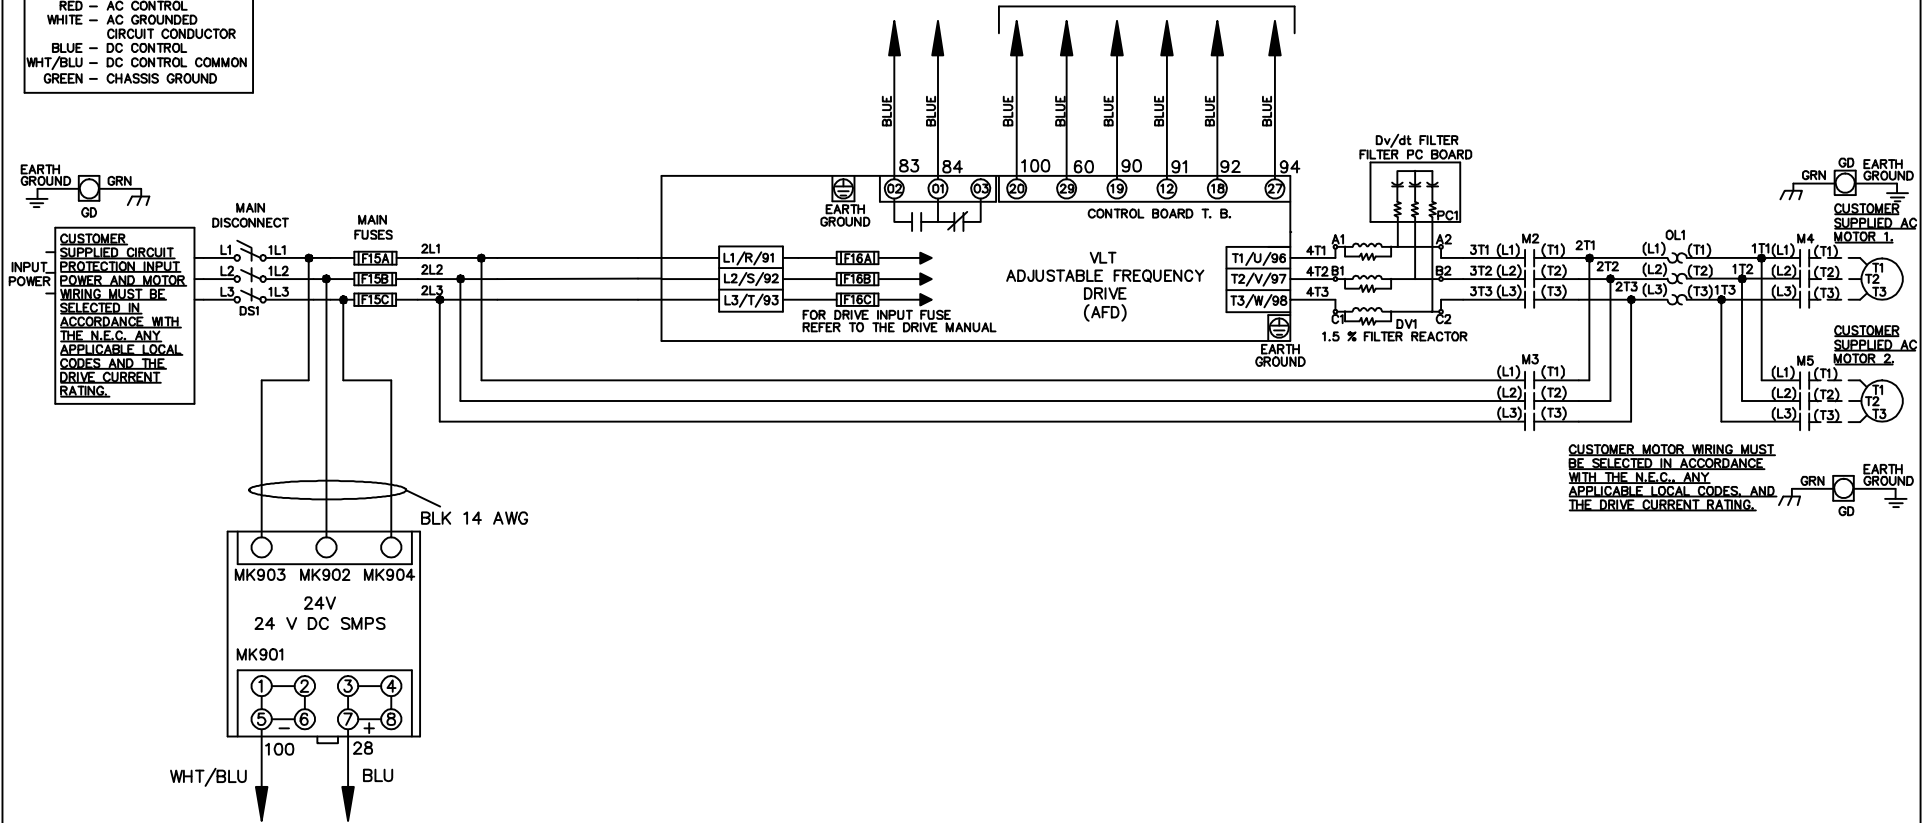 RED – AC CONTROL
WHITE – AC GROUNDED
CIRCUIT CONDUCTOR
BLUE – DC CONTROL
WHT/BLU – DC CONTROL COMMON
GREEN – CHASSIS GROUND
BLUE
BLUE
BLUE
BLUE
BLUE
BLUE
BLUE
BLUE
83
84
100
60
90
91
92
94
02
01
03
20
29
19
12
18
27
EARTH
GROUND
CONTROL BOARD T. B.
Dv/dt FILTER
FILTER PC BOARD
PC1
EARTH
GROUND
GRN
GD
GD
EARTH
GROUND
GRN
CUSTOMER
SUPPLIED AC
MOTOR 1.
MAIN
DISCONNECT
MAIN
FUSES
INPUT
POWER
CUSTOMER
SUPPLIED CIRCUIT
PROTECTION INPUT
POWER AND MOTOR
WIRING MUST BE
SELECTED IN
ACCORDANCE WITH
THE N.E.C. ANY
APPLICABLE LOCAL
CODES AND THE
DRIVE CURRENT
RATING.
L1 1L1 F15A 2L1
L2 1L2 F15B 2L2
L3 1L3 F15C 2L3
DS1
L1/R/91 F16A
L2/S/92 F16B
L3/T/93 F16C
FOR DRIVE INPUT FUSE
REFER TO THE DRIVE MANUAL
VLT
ADJUSTABLE FREQUENCY
DRIVE
(AFD)
T1/U/96 4T1
T2/V/97 4T2
T3/W/98 4T3
EARTH
GROUND
A1 A2
B1 B2
C1 C2
DV1
1.5 % FILTER REACTOR
M2
3T1 (L1) (T1) 2T1
3T2 (L2) (T2) 2T2
3T3 (L3) (T3) 2T3
OL1
(L1) (T1) 1T1
(L2) (T2) 1T2
(L3) (T3) 1T3
M4
(L1) (T1)
(L2) (T2)
(L3) (T3)
T1
T2
T3
M3
(L1) (T1)
(L2) (T2)
(L3) (T3)
CUSTOMER
SUPPLIED AC
MOTOR 2.
M5
(L1) (T1)
(L2) (T2)
(L3) (T3)
T1
T2
T3
CUSTOMER MOTOR WIRING MUST
BE SELECTED IN ACCORDANCE
WITH THE N.E.C., ANY
APPLICABLE LOCAL CODES, AND
THE DRIVE CURRENT RATING.
GRN
GD
EARTH
GROUND
BLK 14 AWG
MK903 MK902 MK904
24V
24 V DC SMPS
MK901
1 2 3 4
5 6 7 8
– +
100 28
WHT/BLU BLU